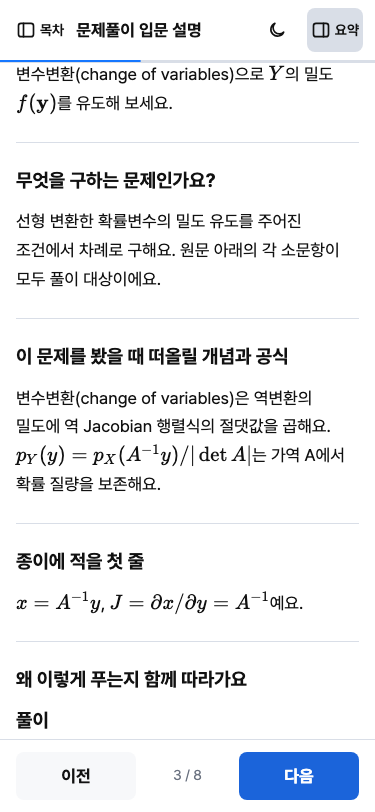 목차 문제풀이 입문 설명 요약
변수변환(change of variables)으로 Y의 밀도
f(y)를 유도해 보세요.
무엇을 구하는 문제인가요?
선형 변환한 확률변수의 밀도 유도를 주어진
조건에서 차례로 구해요. 원문 아래의 각 소문항이
모두 풀이 대상이에요.
이 문제를 봤을 때 떠올릴 개념과 공식
변수변환(change of variables)은 역변환의
밀도에 역 Jacobian 행렬식의 절댓값을 곱해요.
p_Y(y) = p_X(A⁻¹y)/| det A|는 가역 A에서
확률 질량을 보존해요.
종이에 적을 첫 줄
x = A⁻¹y, J = ∂x/∂y = A⁻¹예요.
왜 이렇게 푸는지 함께 따라가요
풀이
이전 3 / 8 다음